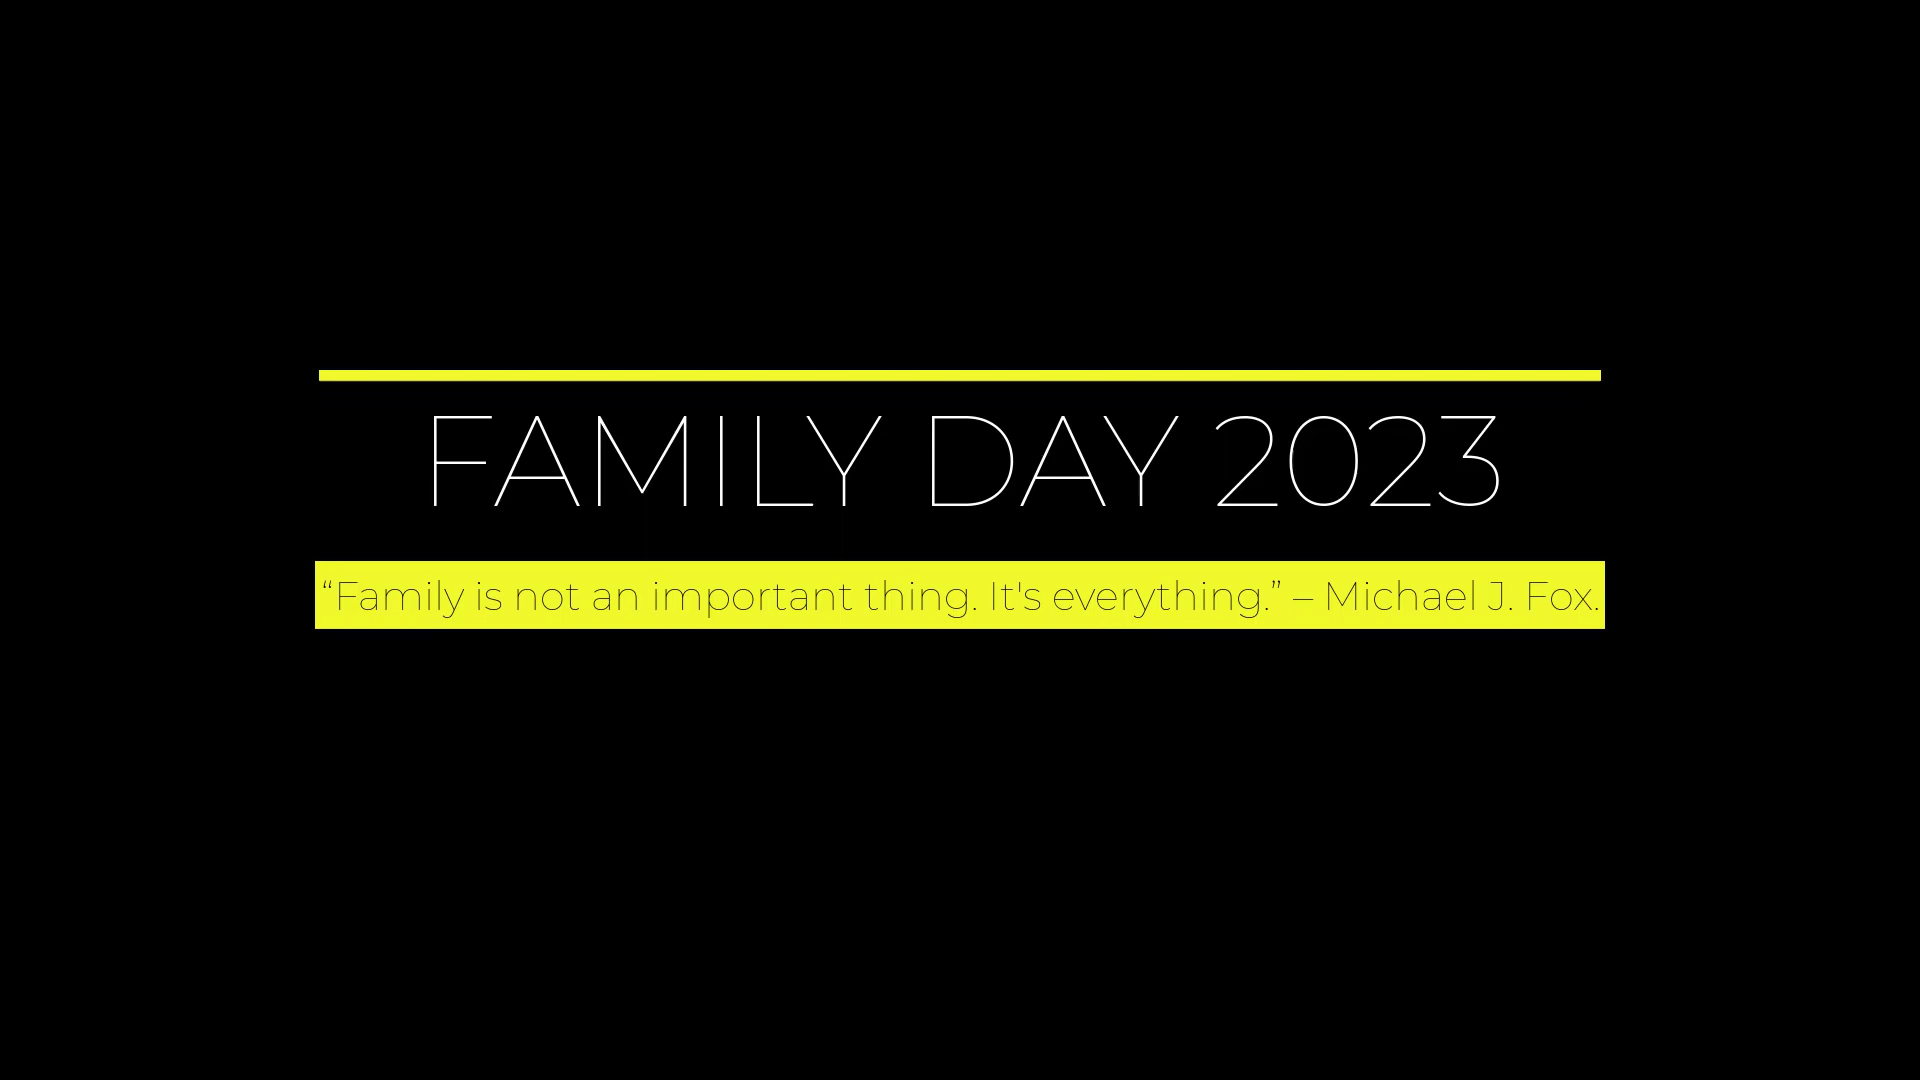 FAMILY DAY 2023
“Family is not an important thing. It's everything.” – Michael J. Fox.